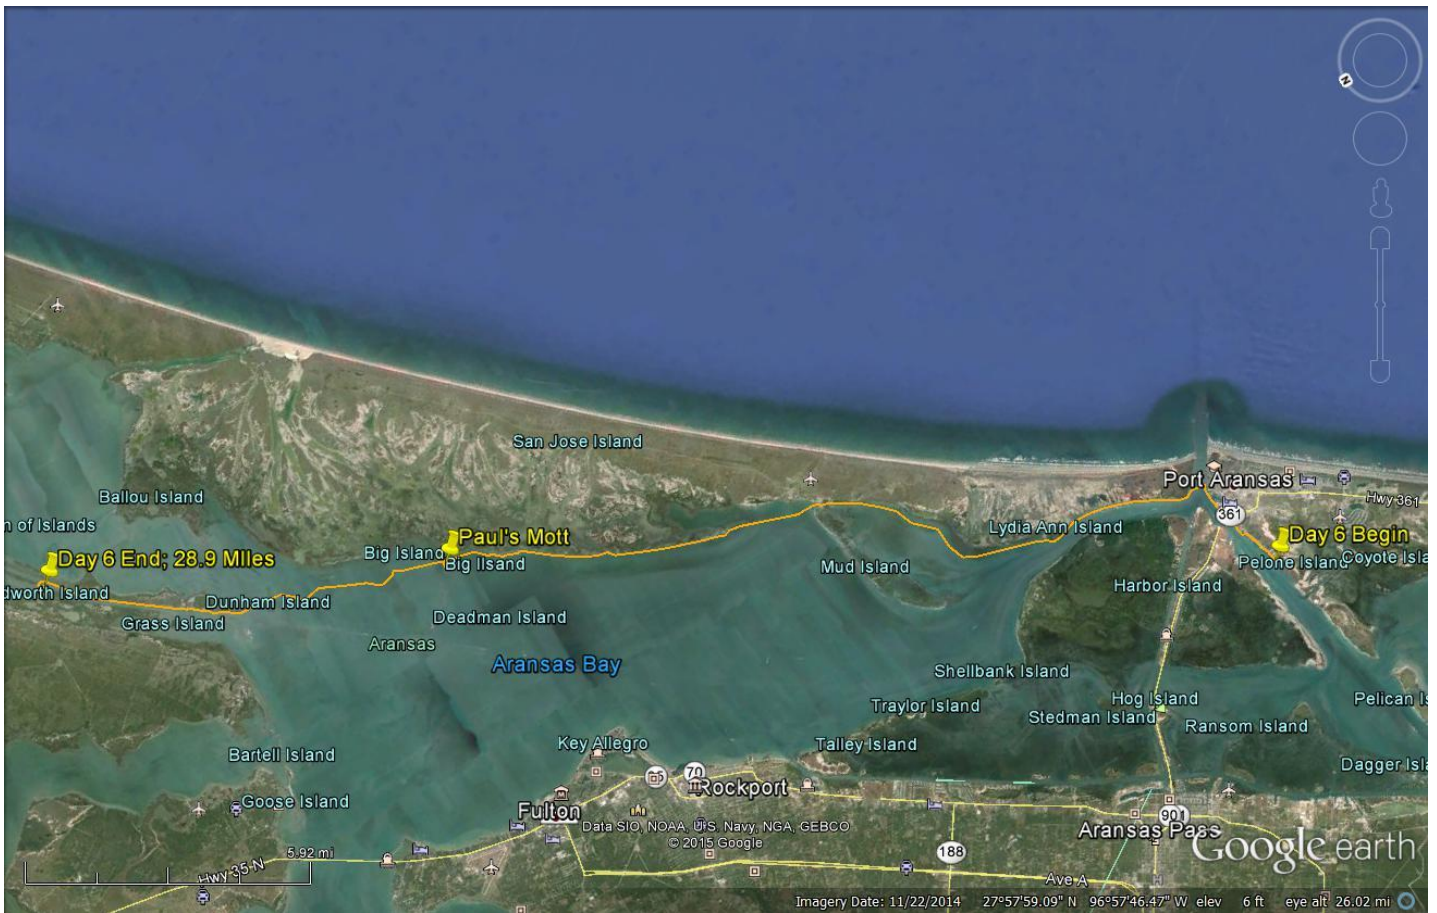 N
San Jose Island
Port Aransas
Hwy 361
361
Ballou Island
n of Islands
Lydia Ann Island
Paul's Mott
Day 6 Begin
Big Island
Big Ilsand
Day 6 End; 28.9 MIles
Pelone Island
Coyote Isla
Mud Island
Harbor Island
dworth Island
Dunham Island
Grass Island
Deadman Island
Aransas
Aransas Bay
Shellbank Island
Hog Island
Pelican Is
Traylor Island
Stedman Island
Ransom Island
Key Allegro
Talley Island
Bartell Island
Dagger Isla
70
Rockport
Goose Island
Fulton
901
Data SIO, NOAA, U.S. Navy, NGA, GEBCO
© 2015 Google
Aransas Pass
Google earth
5.92 mi
188
Hwy 35 N
Ave A
Imagery Date: 11/22/2014 27°57'59.09" N 96°57'46.47" W elev 6 ft eye alt 26.02 mi